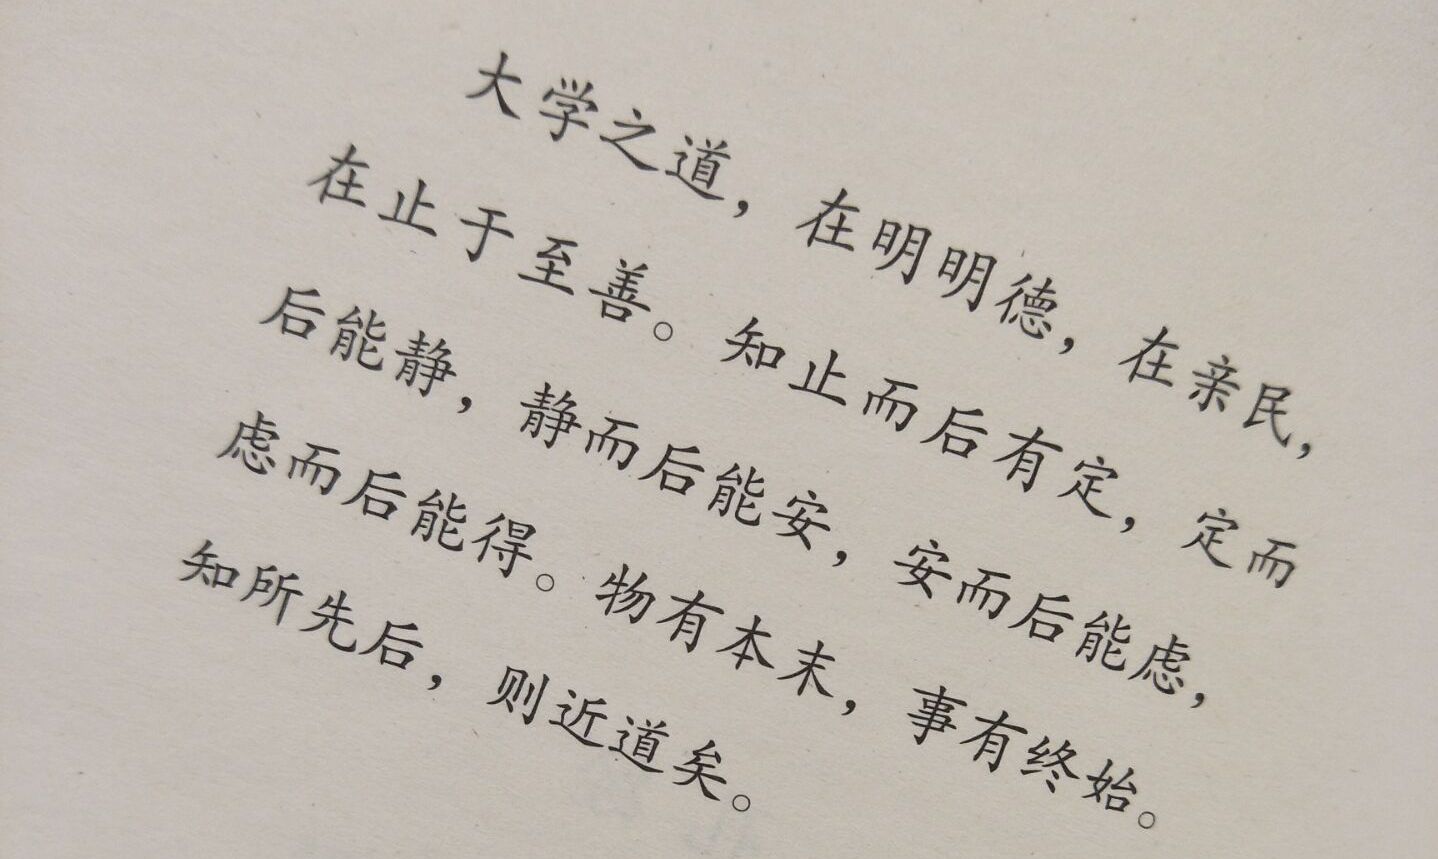 大学之道，在明明德，在亲民，
在止于至善。知止而后有定，定而
后能静，静而后能安，安而后能虑，
虑而后能得。物有本末，事有终始。
知所先后，则近道矣。